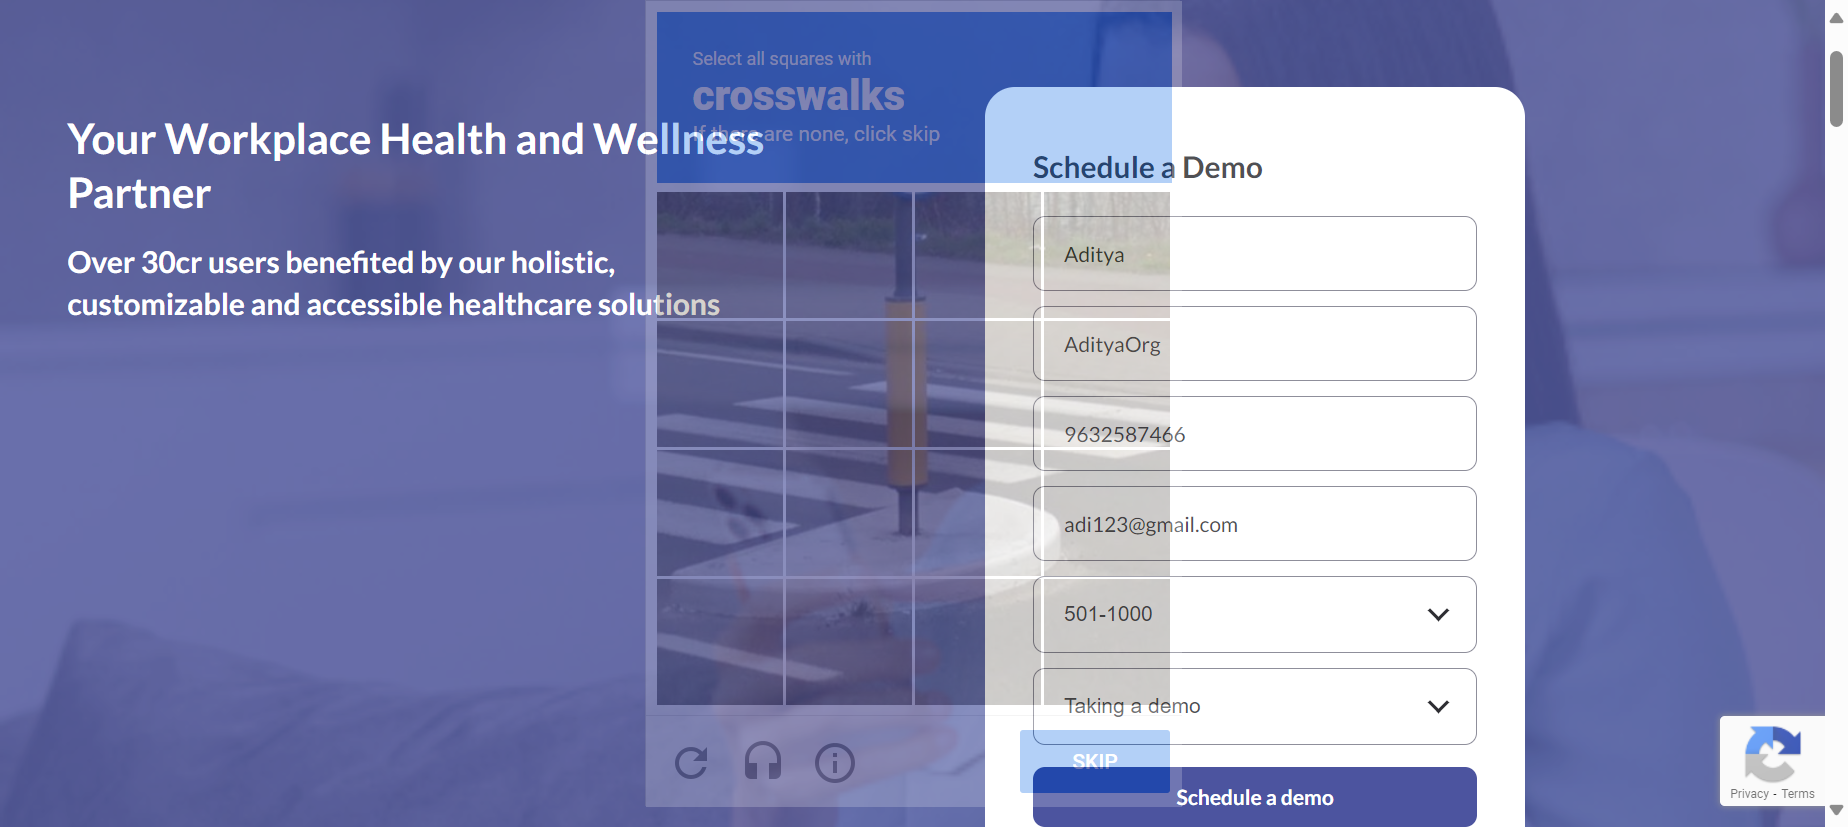 Select all squares with
crosswalks
If there are none, click skip
Your Workplace Health and Wellness
Partner
Over 30cr users benefited by our holistic,
customizable and accessible healthcare solutions
Schedule a Demo
Aditya
AdityaOrg
9632587466
adi123@gmail.com
501-1000
Taking a demo
SKIP
Schedule a demo
Privacy - Terms